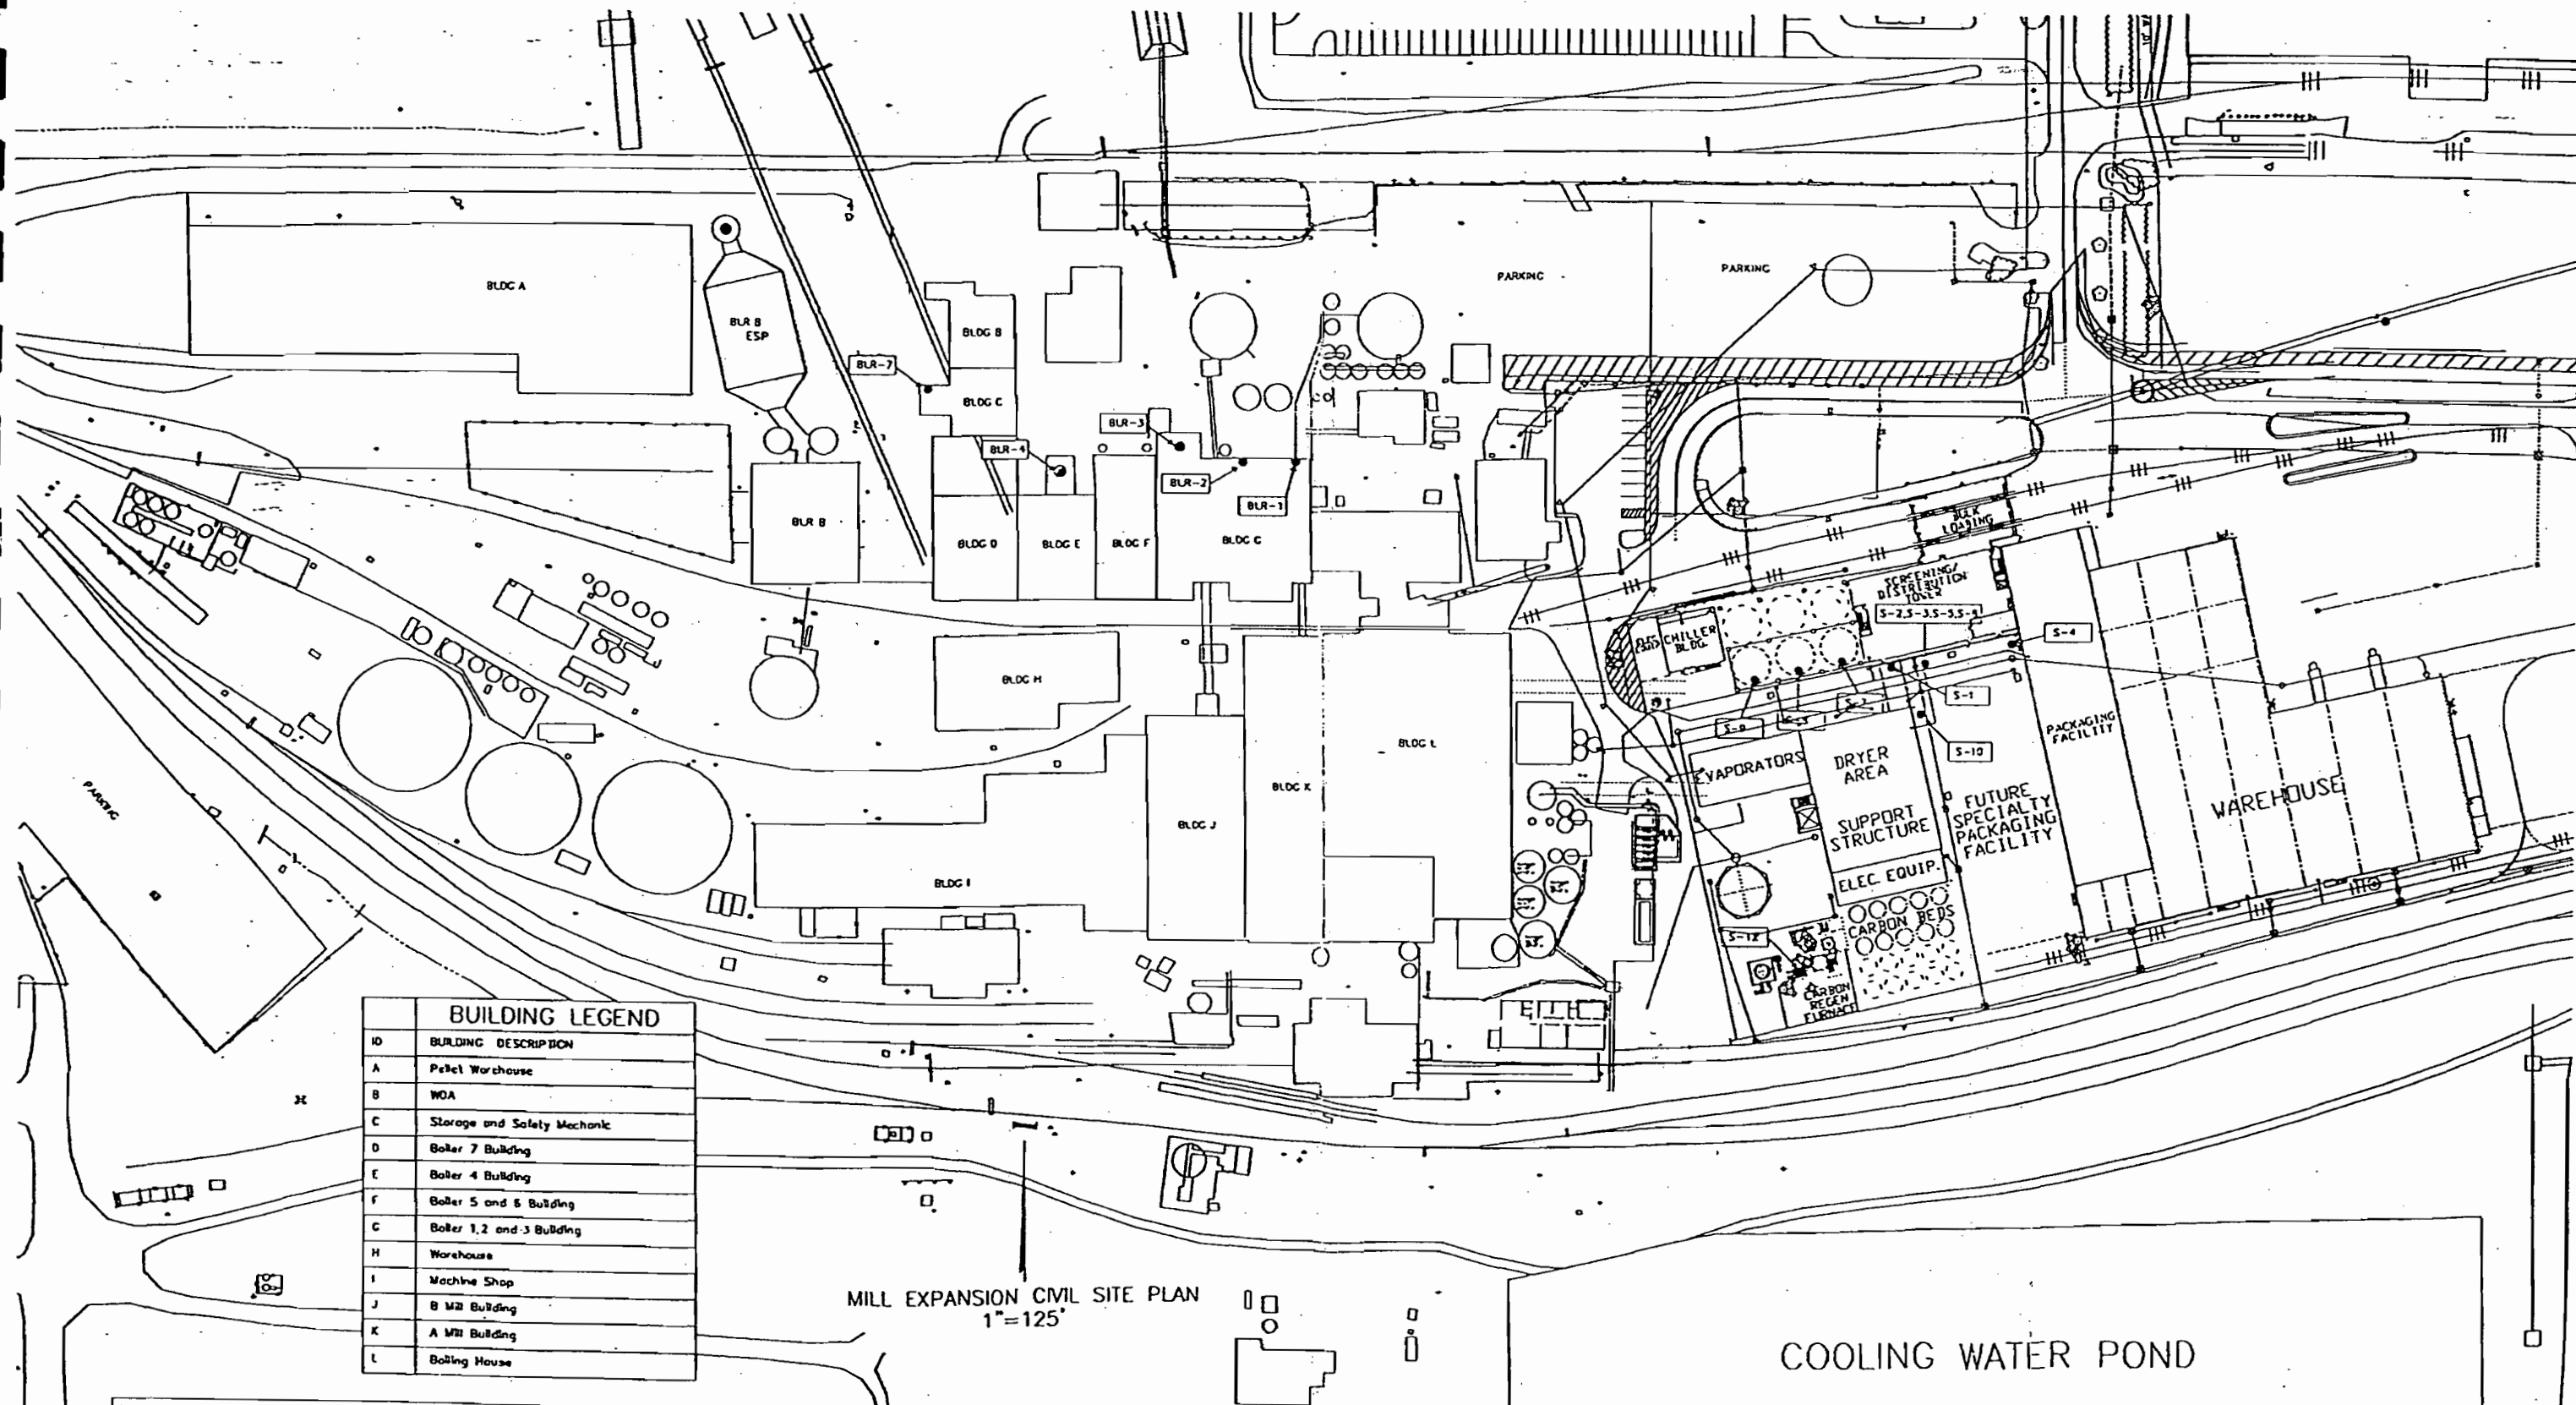 PARKING
PARKING
BLDG A
BLR 8
ESP
BLDG B
BLR-7
BLDG C
BLR-3
BLR-4
BLR-2
BLR-1
BLR 8
BLDG D
BLDG E
BLDG F
BLDG G
BULK
LOADING
SCREENING/
DISTRIBUTION
TOWER
S-4
CHILLER
BLDG.
BLDG H
S-1
S-10
BLDG L
PACKAGING
FACILITY
EVAPORATORS
DRYER
AREA
BLDG K
PARKING
WAREHOUSE
FUTURE
SPECIALTY
PACKAGING
FACILITY
SUPPORT
STRUCTURE
BLDG J
BLDG I
ELEC EQUIP.
CARBON BEDS
S-12
CARBON
REGEN
FURNACE
BUILDING LEGEND
ID BUILDING DESCRIPTION
A Pellet Warehouse
B WOA
C Storage and Safety Mechanic
D Boiler 7 Building
E Boiler 4 Building
F Boiler 5 and 6 Building
G Boiler 1,2 and 3 Building
H Warehouse
I Machine Shop
J B Mill Building
K A Mill Building
L Boiling House
MILL EXPANSION CIVIL SITE PLAN
1"=125'
COOLING WATER POND